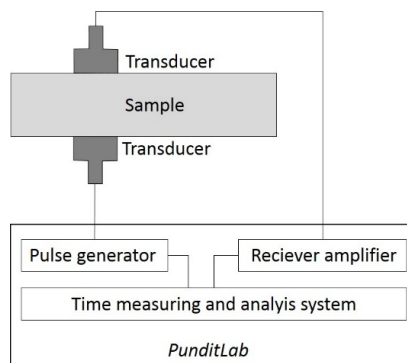 Transducer
Sample
Transducer
Pulse generator
Reciever amplifier
Time measuring and analyis system
PunditLab